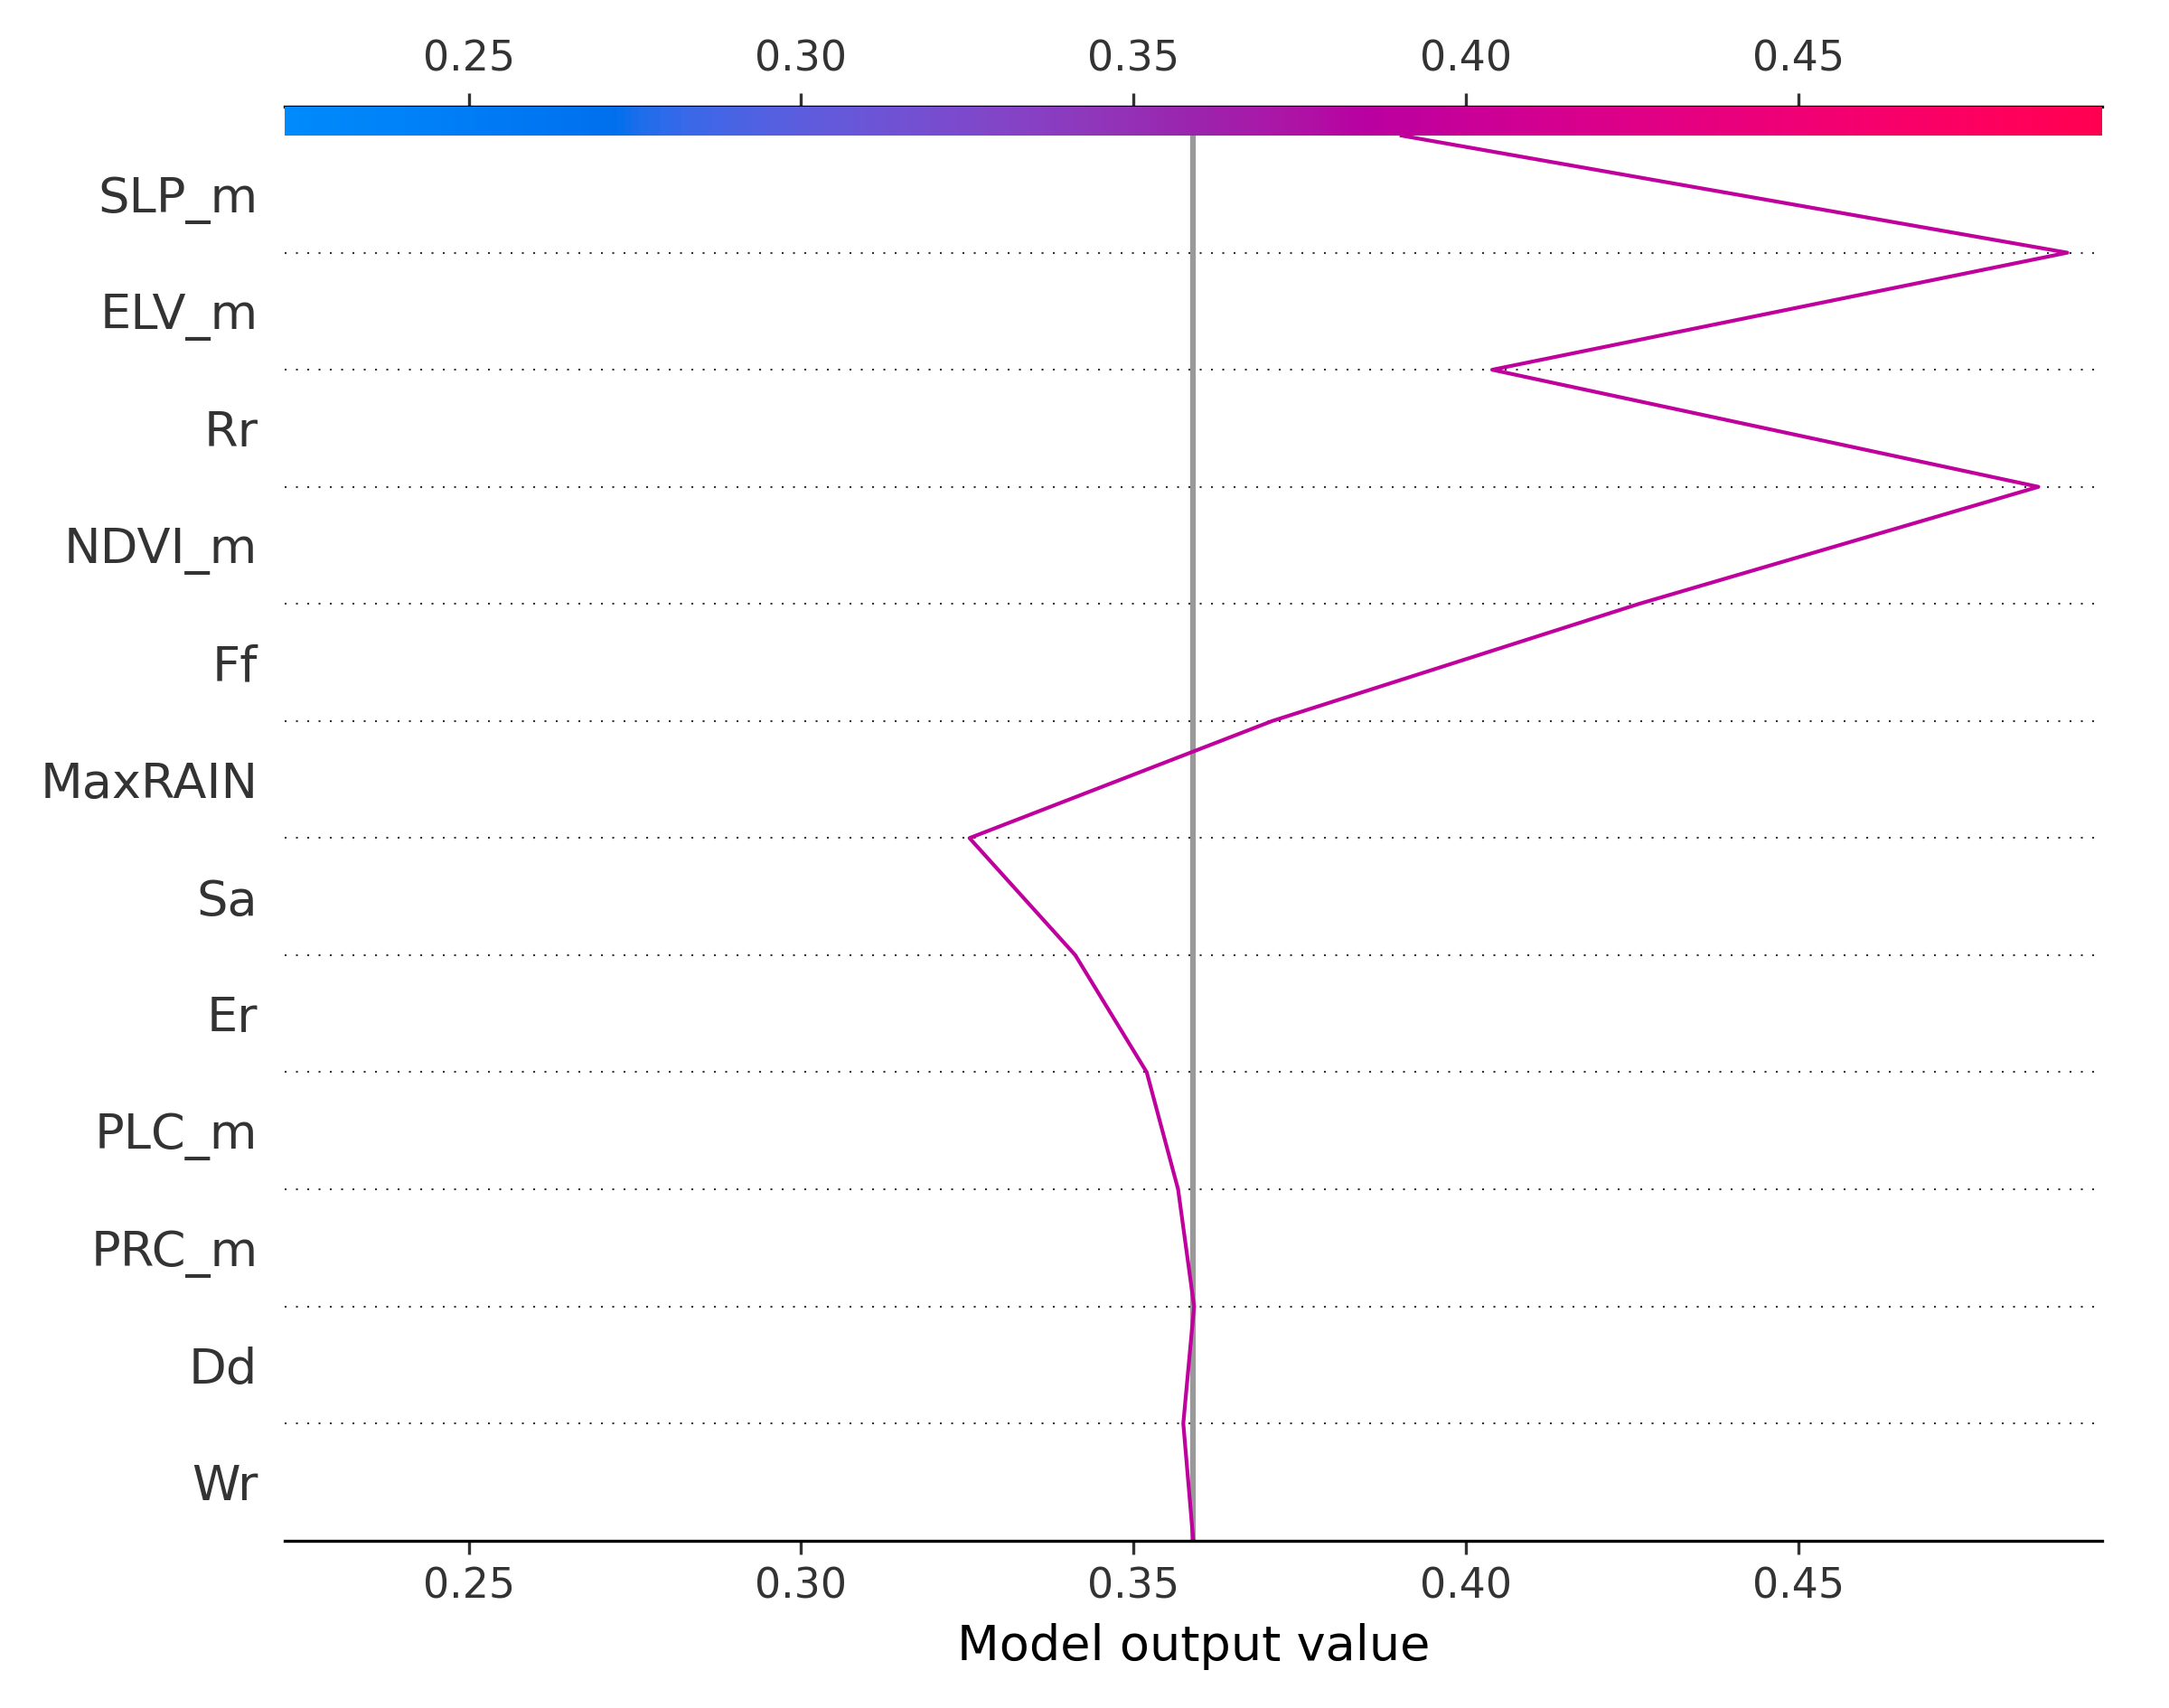 0.25 0.30 0.35 0.40 0.45
SLP_m
ELV_m
Rr
NDVI_m
Ff
MaxRAIN
Sa
Er
PLC_m
PRC_m
Dd
Wr
0.25 0.30 0.35 0.40 0.45
Model output value